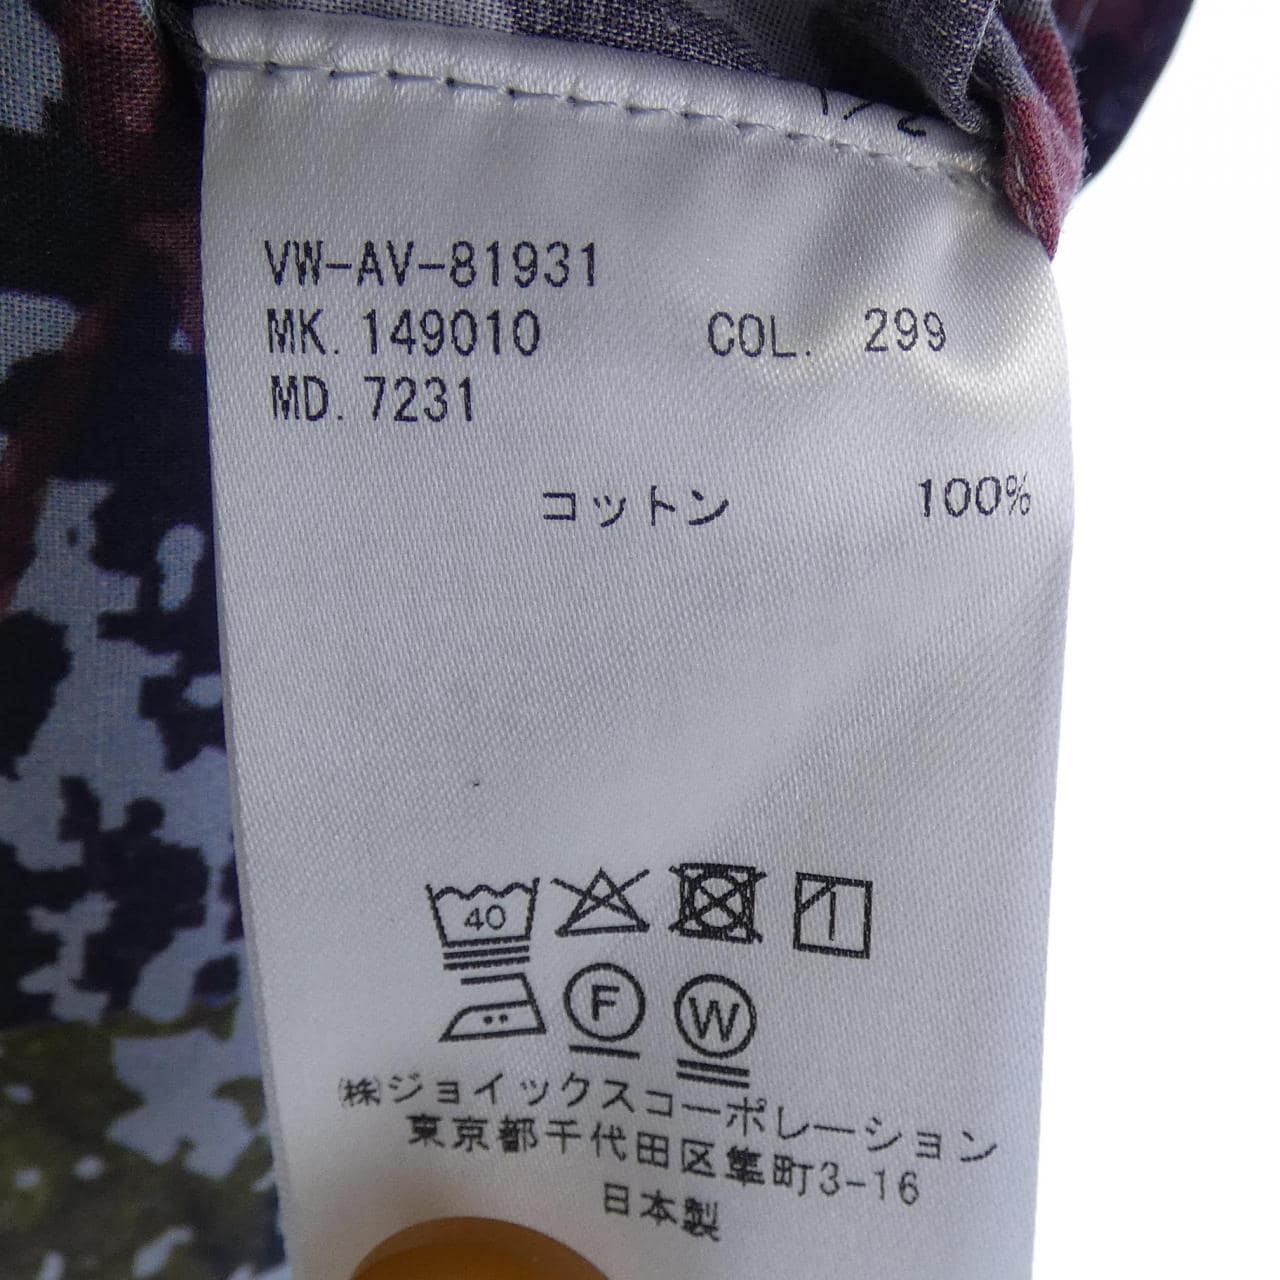 1/2
VW-AV-81931
MK. 149010 COL. 299
MD. 7231
コットン 100%
40
F W
㈱ジョイックスコーポレーション
東京都千代田区隼町3-16
日本製